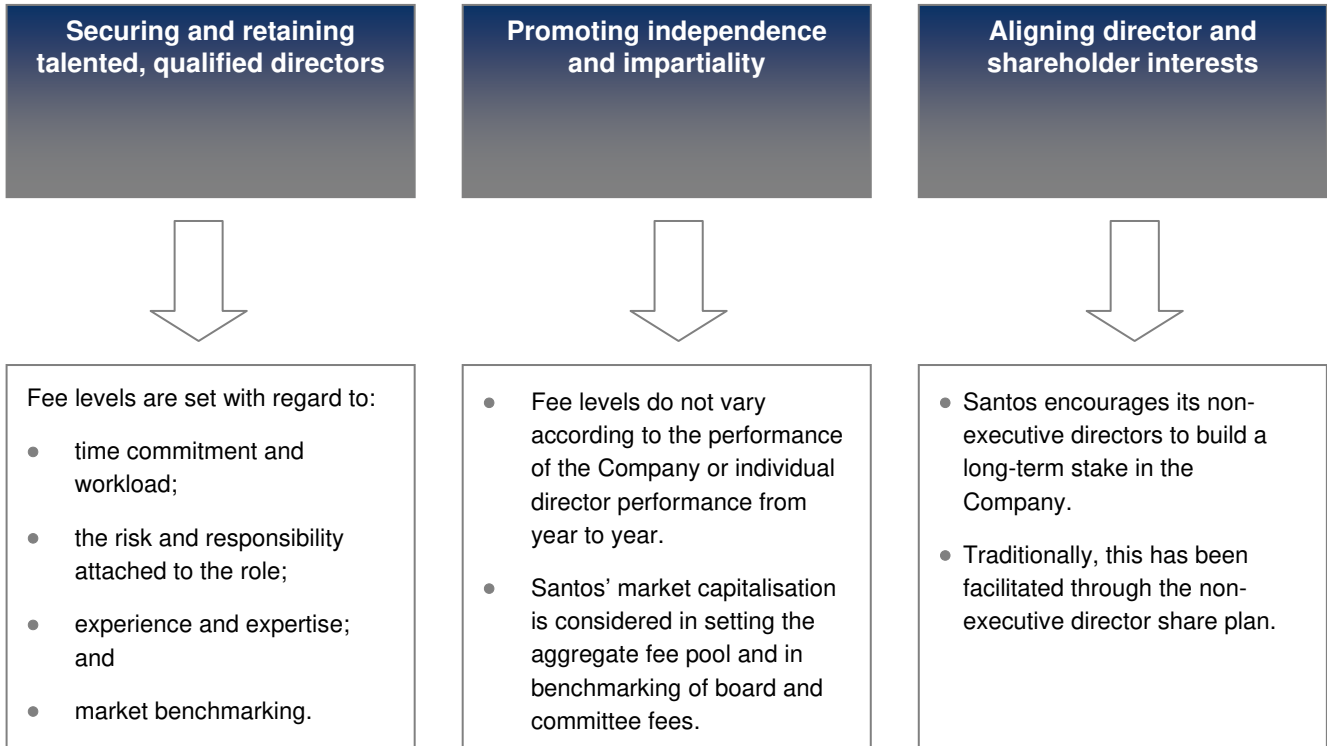 Securing and retaining
talented, qualified directors
Fee levels are set with regard to:
● time commitment and
workload;
● the risk and responsibility
attached to the role;
● experience and expertise;
and
● market benchmarking.
Promoting independence
and impartiality
● Fee levels do not vary
according to the performance
of the Company or individual
director performance from
year to year.
● Santos’ market capitalisation
is considered in setting the
aggregate fee pool and in
benchmarking of board and
committee fees.
Aligning director and
shareholder interests
● Santos encourages its non-
executive directors to build a
long-term stake in the
Company.
● Traditionally, this has been
facilitated through the non-
executive director share plan.